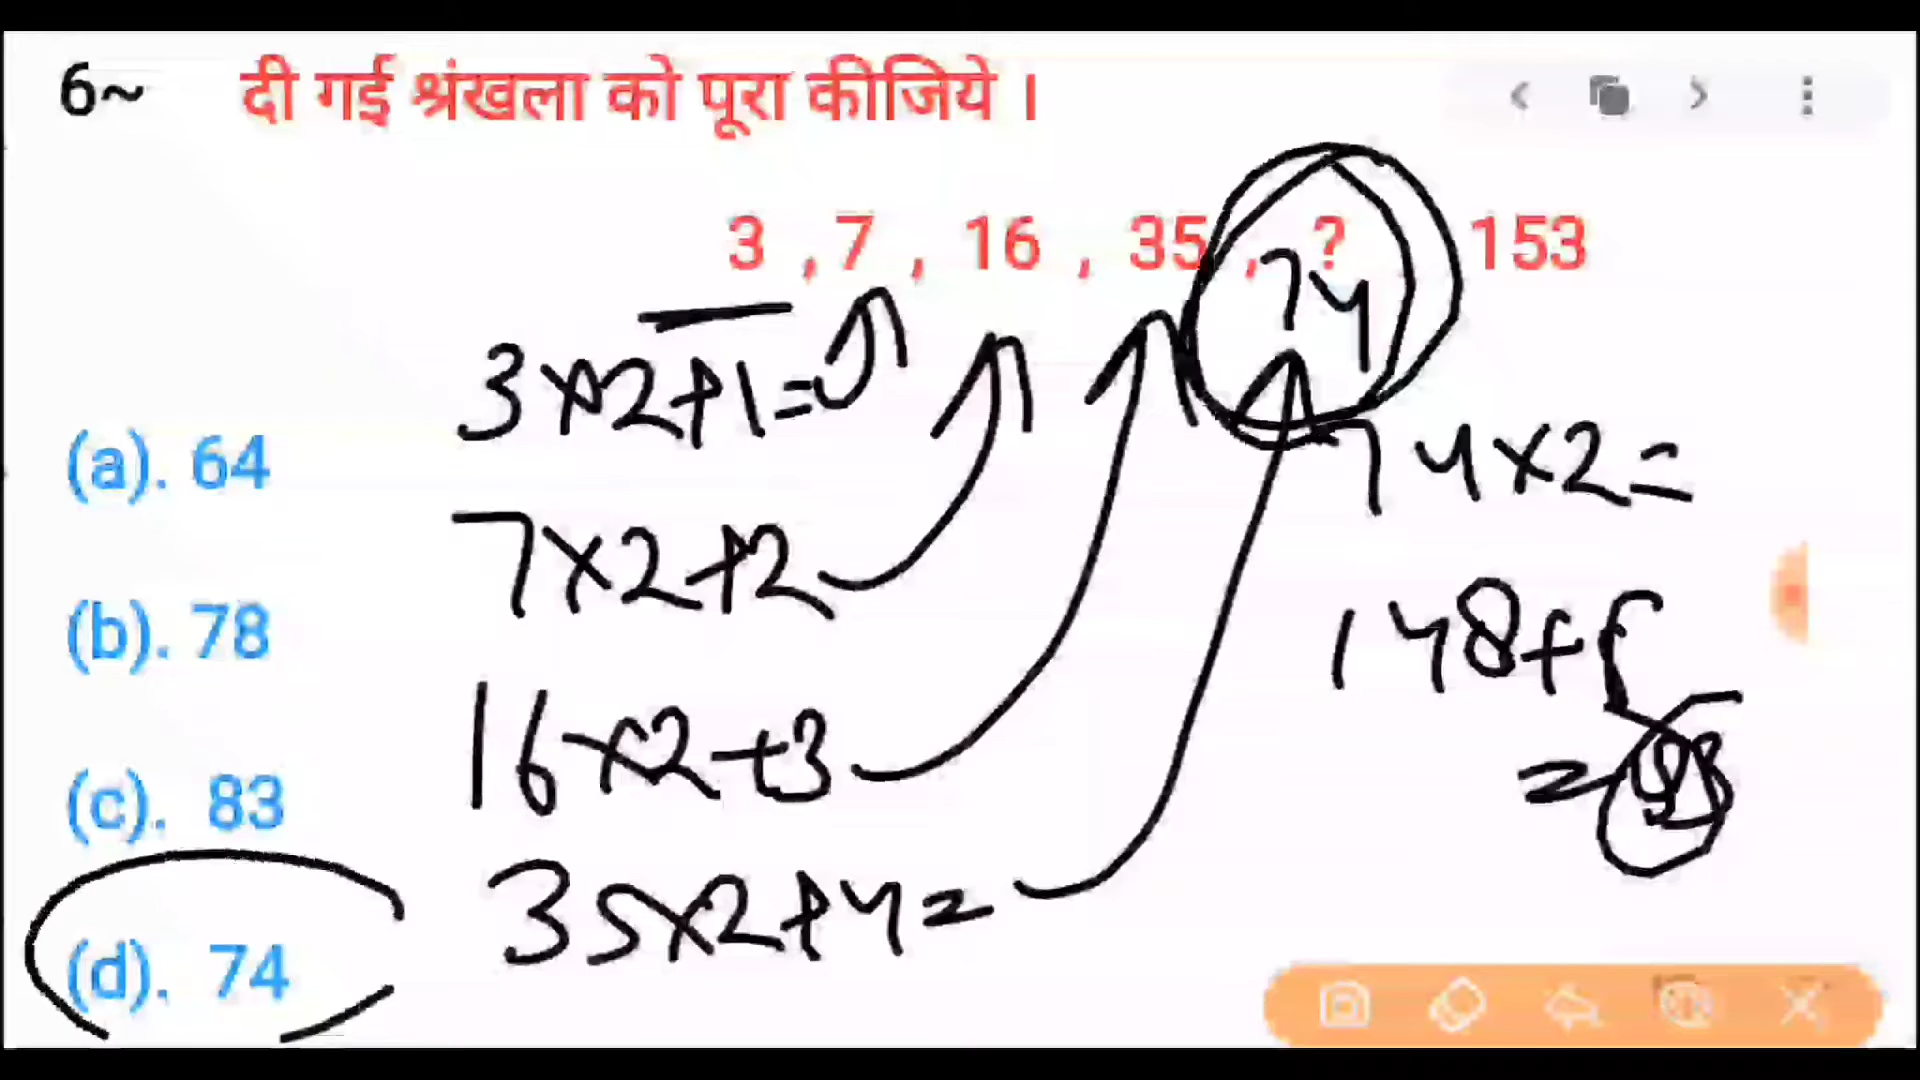 6~ दी गई श्रंखला को पूरा कीजिये ।
3 , 7 , 16 , 35 , ? 153
74
3×2+1=
(a). 64
74×2=
7×2+2
(b). 78
148+5
16×2+3
=153
(c). 83
35×2+4=
(d). 74